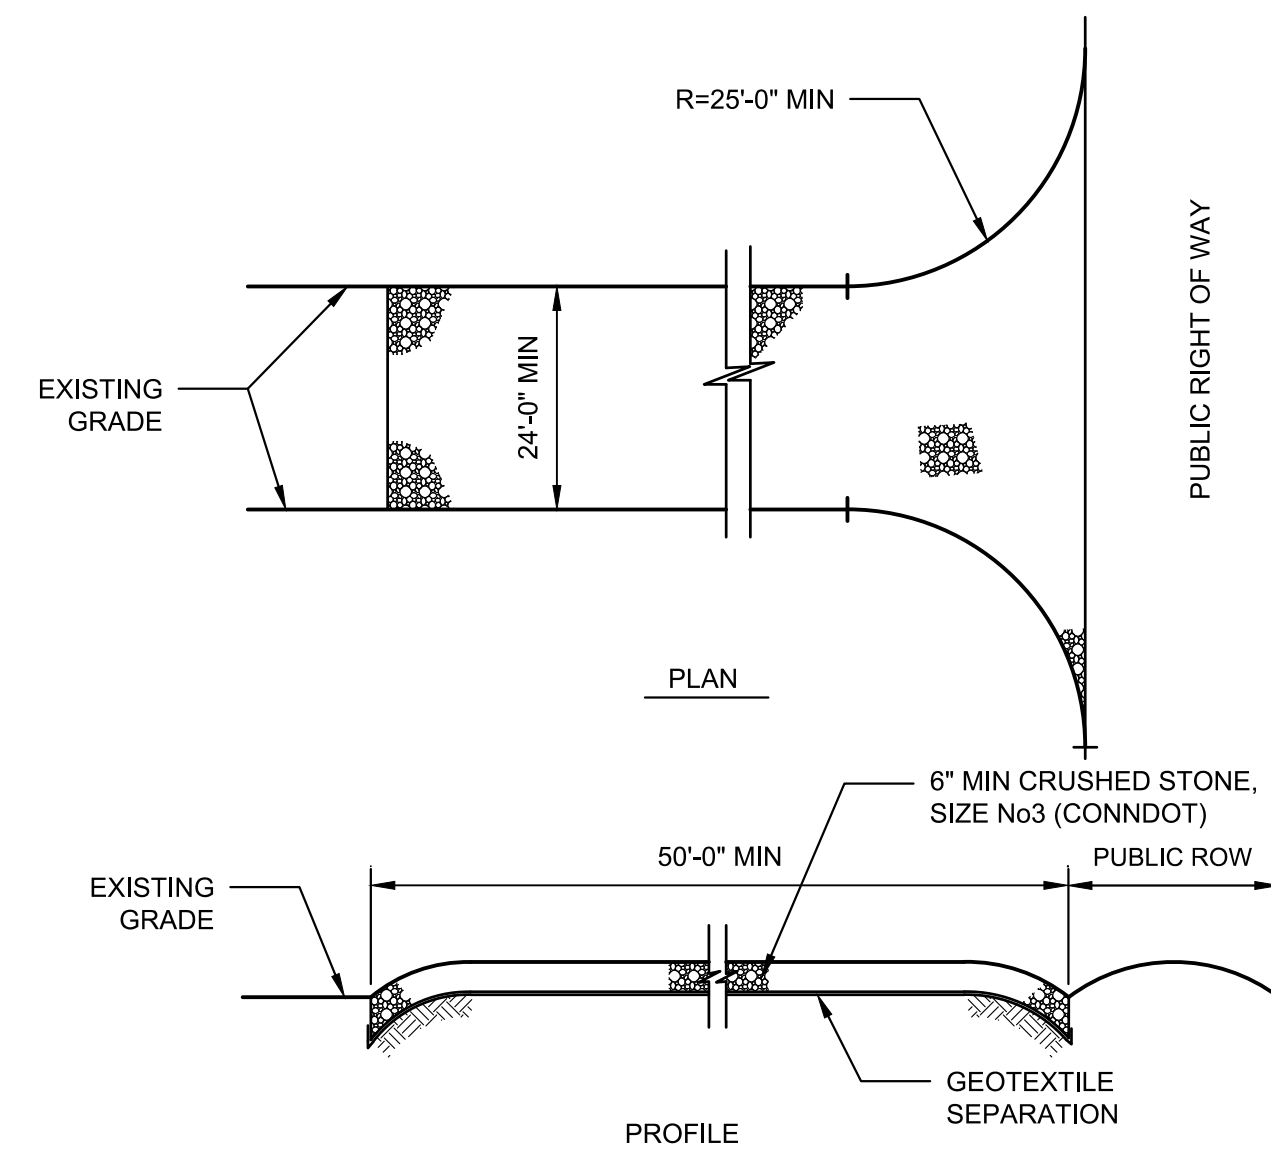 R=25'-0" MIN
PUBLIC RIGHT OF WAY
EXISTING
GRADE
24'-0" MIN
PLAN
6" MIN CRUSHED STONE,
SIZE No3 (CONNDOT)
50'-0" MIN
PUBLIC ROW
EXISTING
GRADE
GEOTEXTILE
SEPARATION
PROFILE